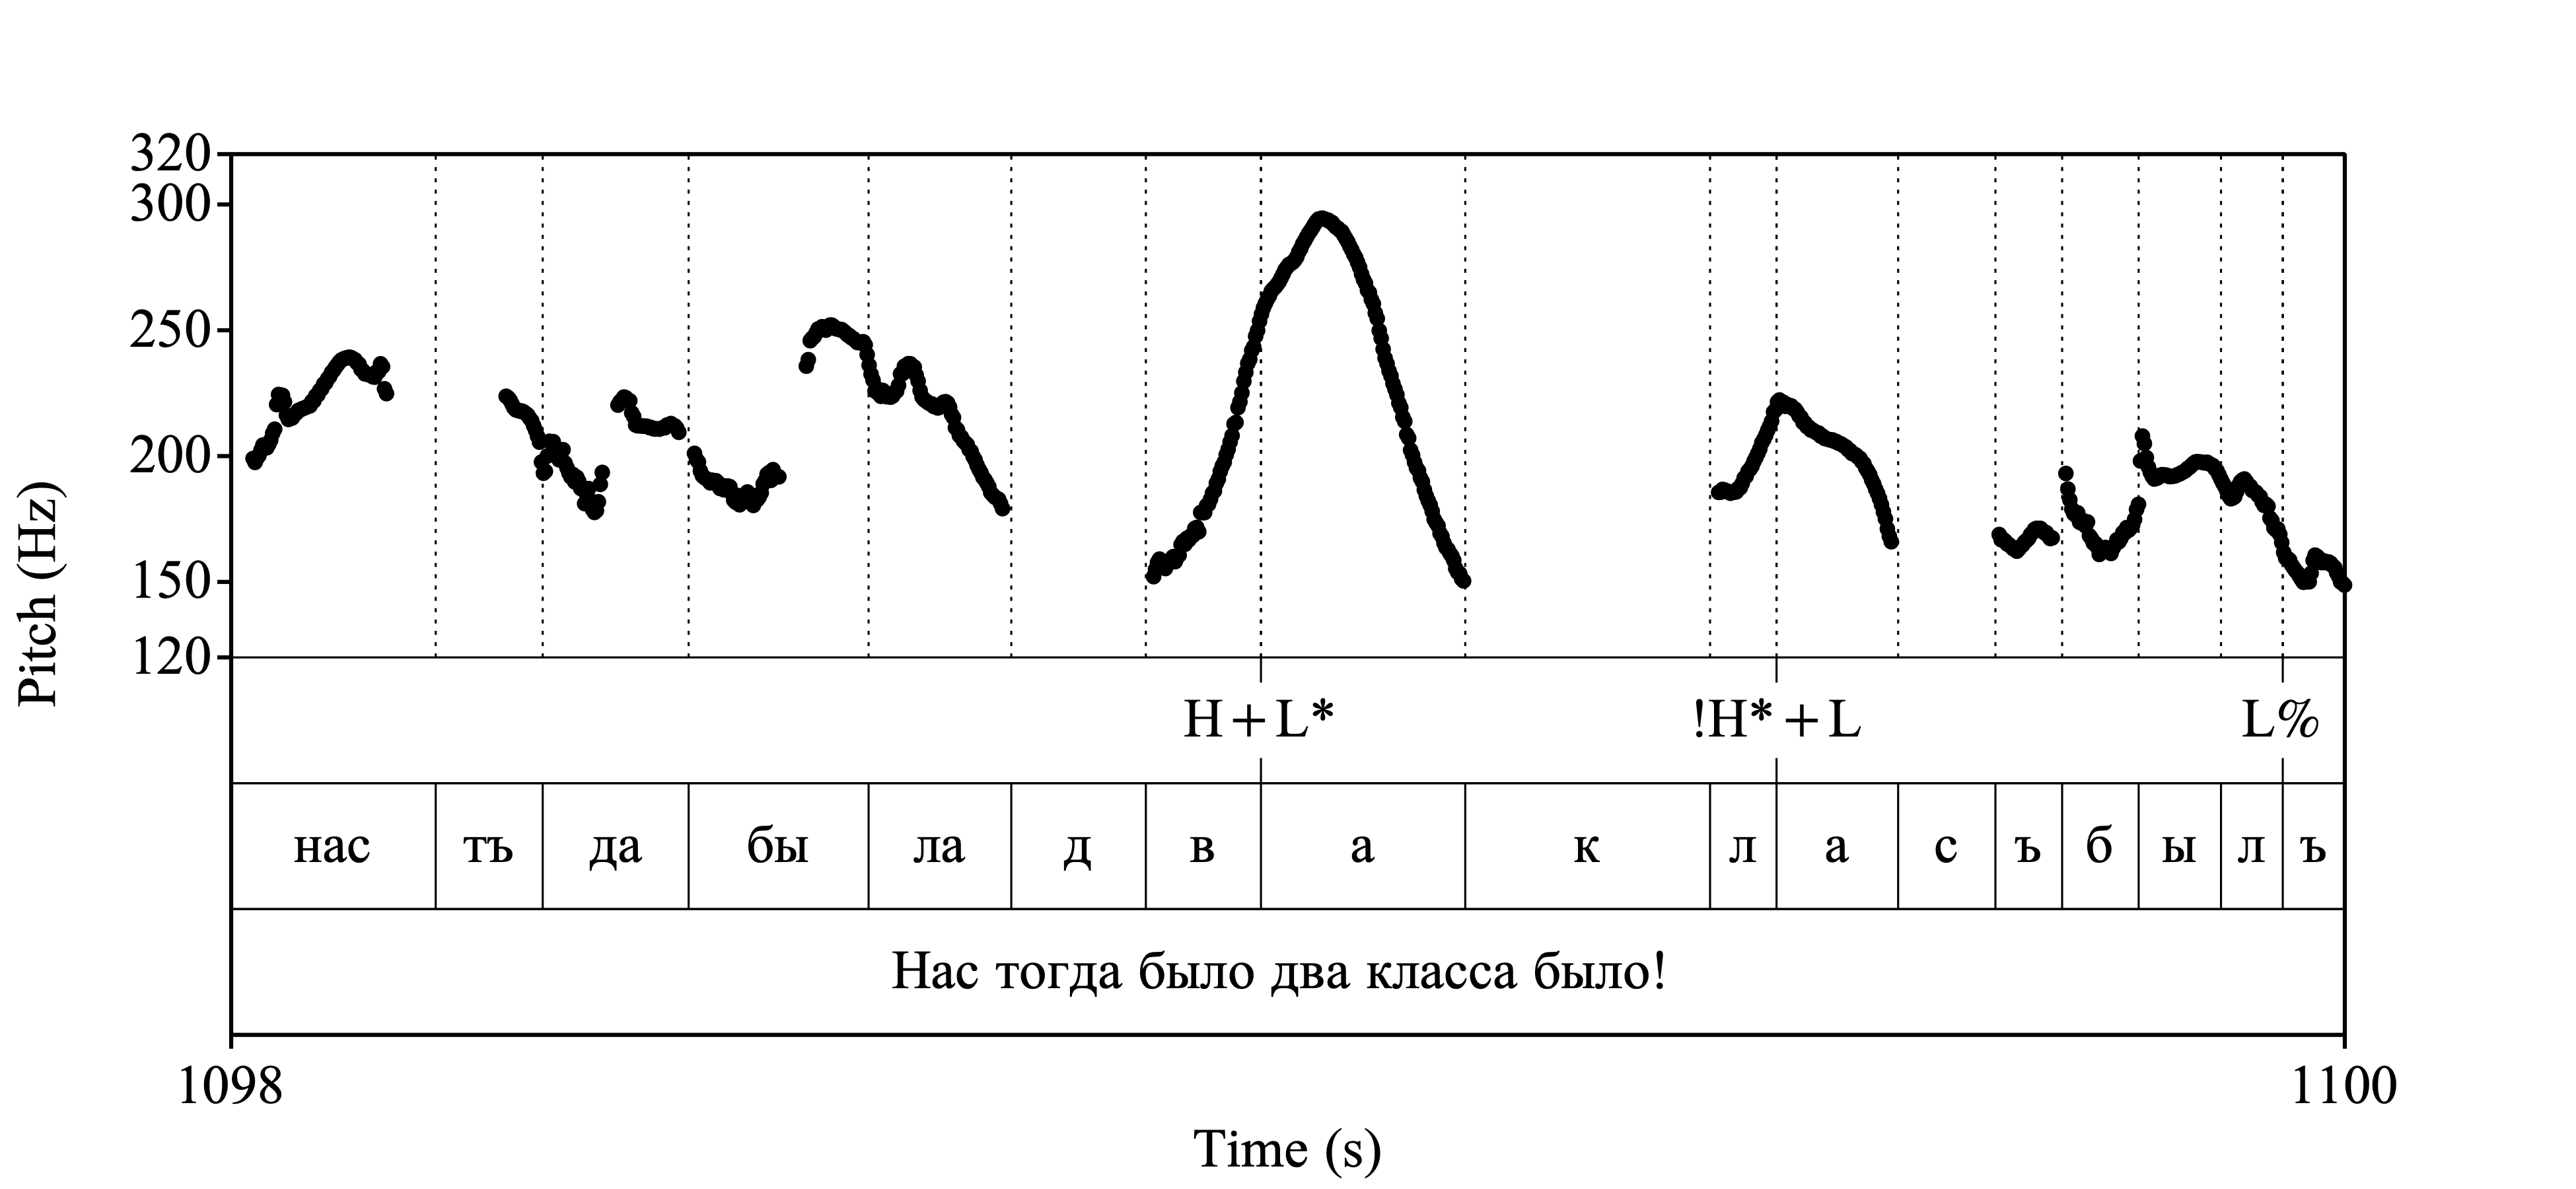 320
300
250
200
150
120
Pitch (Hz)
H+L* !H*+L L%
нас тъ да бы ла д в а к л а с ъ б ы л ъ
Нас тогда было два класса было!
1098 1100
Time (s)